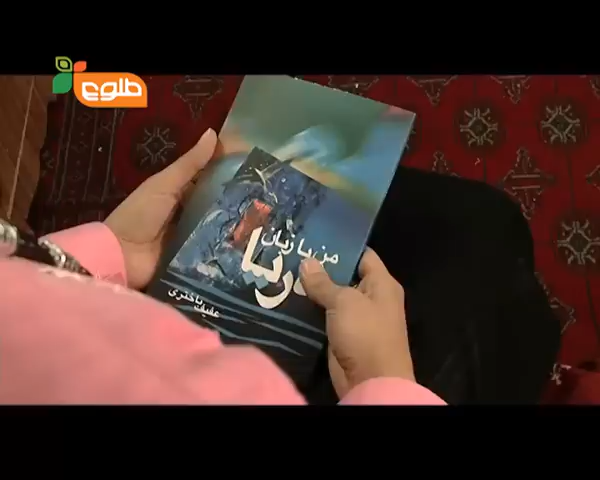 طلوع
من با زبان
عفیف باختری